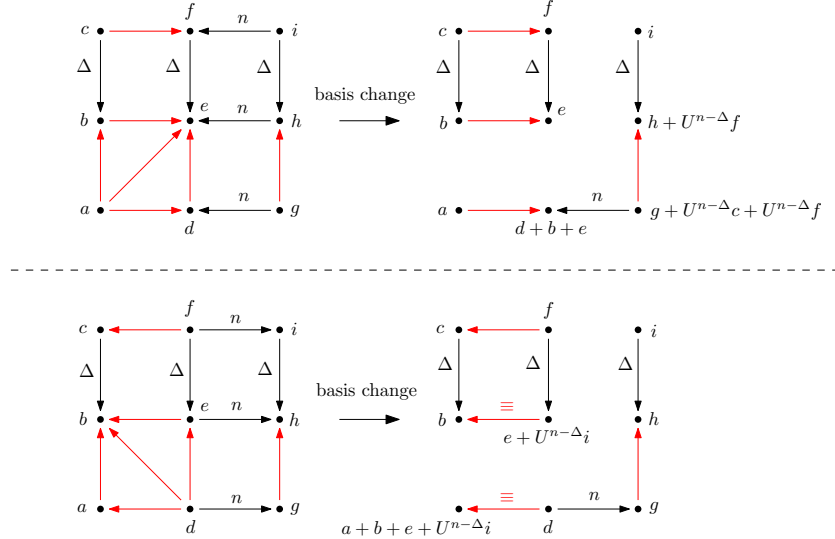 c f n i
Δ Δ Δ
b e n h
a d n g
basis change
c f i
Δ Δ Δ
b e h + U^{n−Δ}f
a d + b + e n g + U^{n−Δ}c + U^{n−Δ}f
c f n i
Δ Δ Δ
b e n h
a d n g
basis change
c f i
Δ Δ Δ
b ≡ e + U^{n−Δ}i h
a + b + e + U^{n−Δ}i ≡ d n g